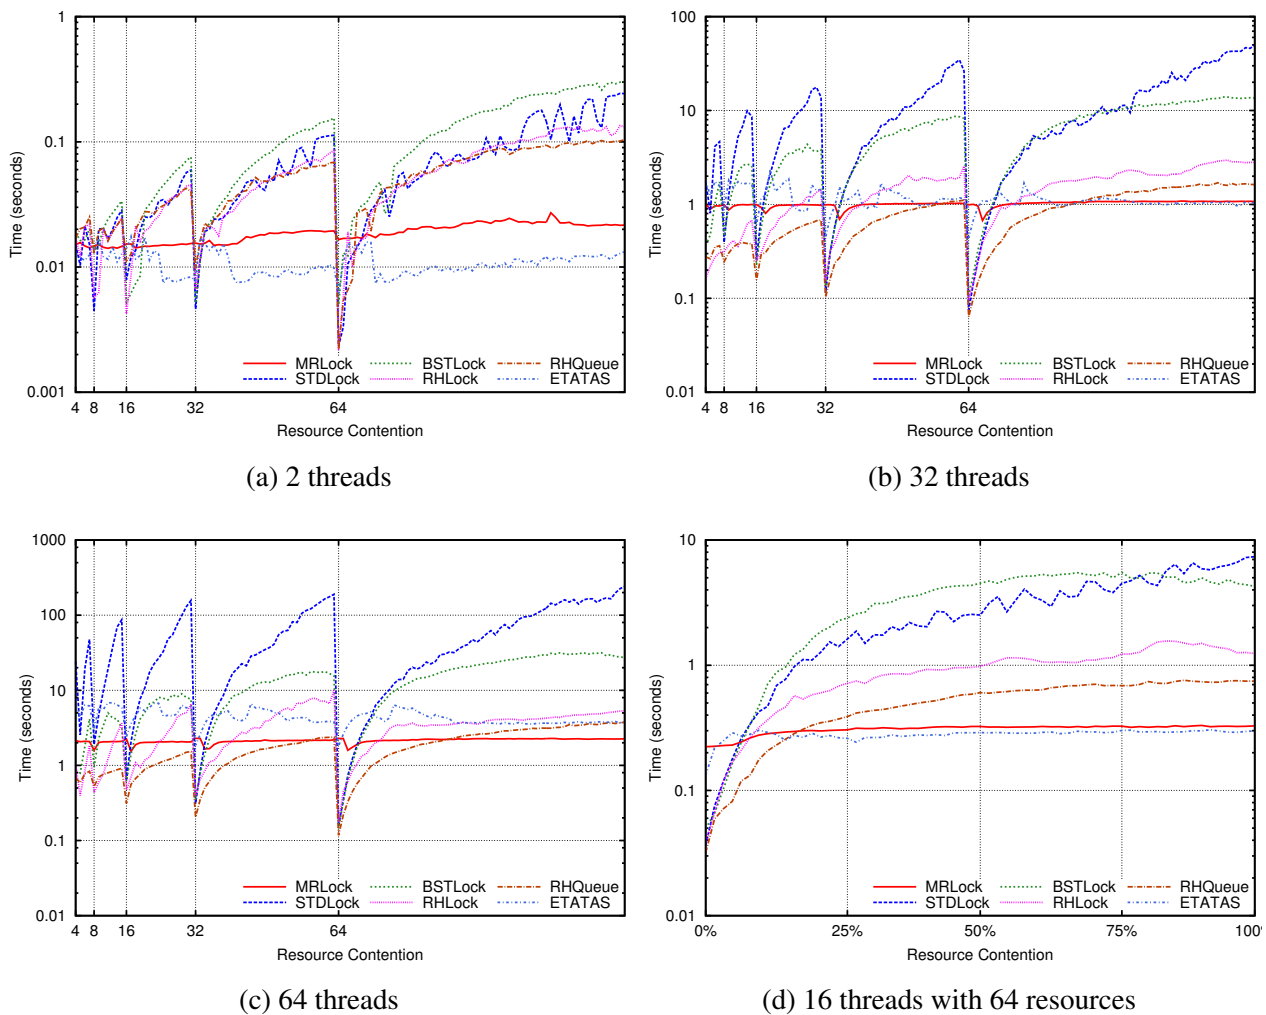 1
0.1
0.01
0.001
Time (seconds)
4 8 16 32 64
Resource Contention
MRLock BSTLock RHQueue
STDLock RHLock ETATAS
(a) 2 threads
100
10
1
0.1
0.01
Time (seconds)
4 8 16 32 64
Resource Contention
MRLock BSTLock RHQueue
STDLock RHLock ETATAS
(b) 32 threads
1000
100
10
1
0.1
0.01
Time (seconds)
4 8 16 32 64
Resource Contention
MRLock BSTLock RHQueue
STDLock RHLock ETATAS
(c) 64 threads
10
1
0.1
0.01
Time (seconds)
0% 25% 50% 75% 100%
Resource Contention
MRLock BSTLock RHQueue
STDLock RHLock ETATAS
(d) 16 threads with 64 resources